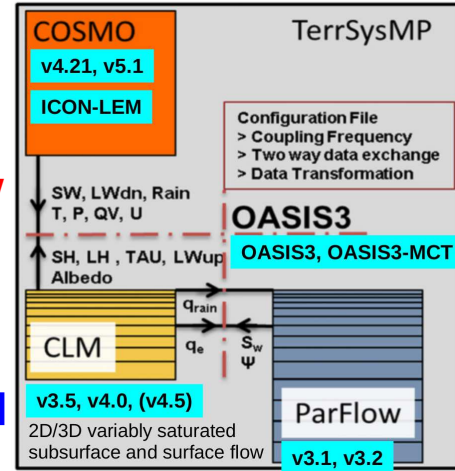 COSMO
TerrSysMP
v4.21, v5.1
ICON-LEM
Configuration File
> Coupling Frequency
> Two way data exchange
> Data Transformation
SW, LWdn, Rain
T, P, QV, U
OASIS3
OASIS3, OASIS3-MCT
SH, LH , TAU, LWup
Albedo
qrain
CLM
qe
Sw
Ψ
v3.5, v4.0, (v4.5)
ParFlow
2D/3D variably saturated
subsurface and surface flow
v3.1, v3.2